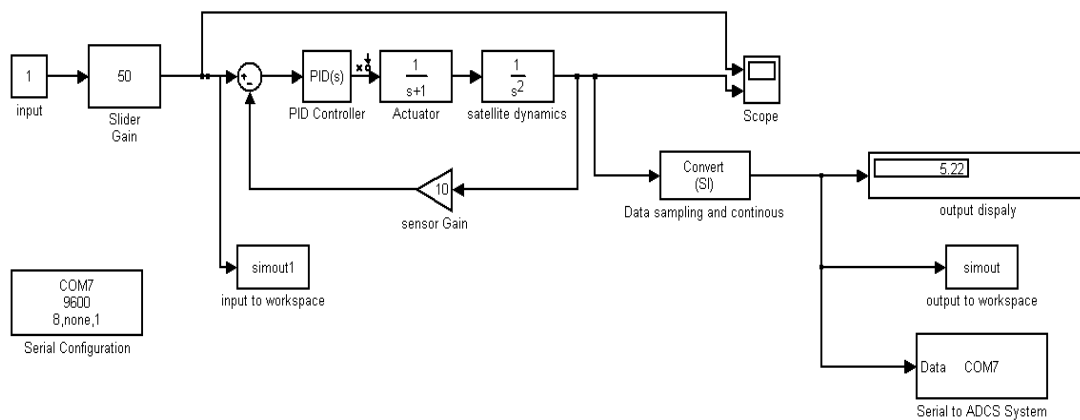 1
input
50
Slider
Gain
+
-
PID(s)
PID Controller
1
s+1
Actuator
1
s²
satellite dynamics
Scope
10
sensor Gain
Convert
(SI)
Data sampling and continous
5.22
output dispaly
simout1
input to workspace
simout
output to workspace
COM7
9600
8,none,1
Serial Configuration
Data COM7
Serial to ADCS System